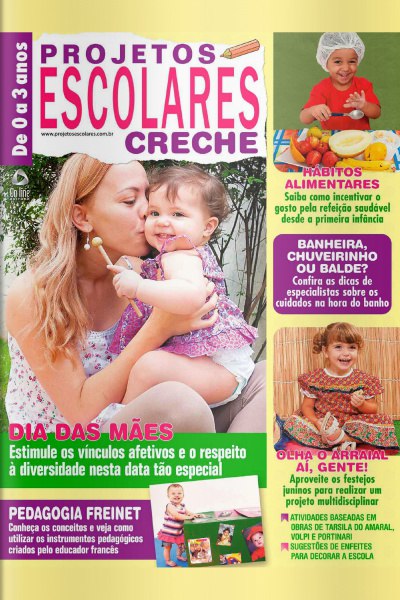 De 0 a 3 anos
PROJETOS
ESCOLARES
CRECHE
www.projetosescolares.com.br
On line
EDITORA
HÁBITOS
ALIMENTARES
Saiba como incentivar o
gosto pela refeição saudável
desde a primeira infância
BANHEIRA,
CHUVEIRINHO
OU BALDE?
Confira as dicas de
especialistas sobre os
cuidados na hora do banho
DIA DAS MÃES
Estimule os vínculos afetivos e o respeito
à diversidade nesta data tão especial
OLHA O ARRAIAL
AÍ, GENTE!
Aproveite os festejos
juninos para realizar um
projeto multidisciplinar
ATIVIDADES BASEADAS EM
OBRAS DE TARSILA DO AMARAL,
VOLPI E PORTINARI
SUGESTÕES DE ENFEITES
PARA DECORAR A ESCOLA
PEDAGOGIA FREINET
Conheça os conceitos e veja como
utilizar os instrumentos pedagógicos
criados pelo educador francês